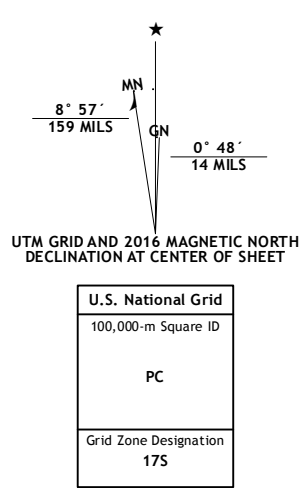 MN
8° 57´
159 MILS
GN
0° 48´
14 MILS
UTM GRID AND 2016 MAGNETIC NORTH
DECLINATION AT CENTER OF SHEET
U.S. National Grid
100,000-m Square ID
PC
Grid Zone Designation
17S